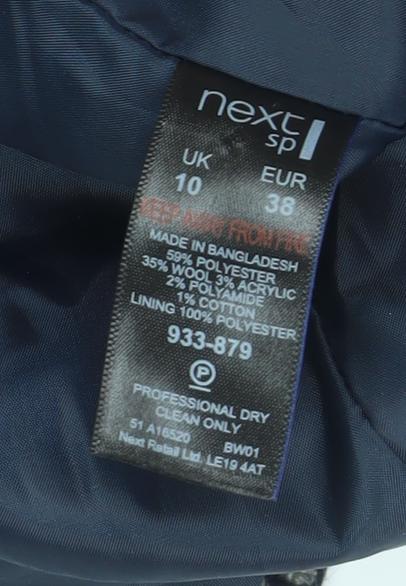 next
sp
UK EUR
10 38
KEEP AWAY FROM FIRE
MADE IN BANGLADESH
59% POLYESTER
35% WOOL 3% ACRYLIC
2% POLYAMIDE
1% COTTON
LINING 100% POLYESTER
933-879
P
PROFESSIONAL DRY
CLEAN ONLY
51 A16520 BW01
Next Retail Ltd. LE19 4AT